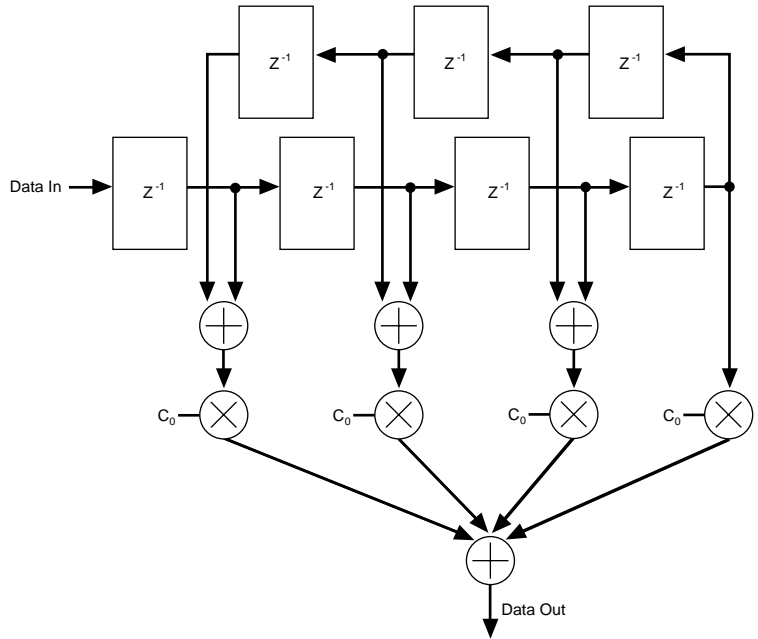 Z⁻¹ Z⁻¹ Z⁻¹
Data In Z⁻¹ Z⁻¹ Z⁻¹ Z⁻¹
C₀ C₀ C₀ C₀
Data Out